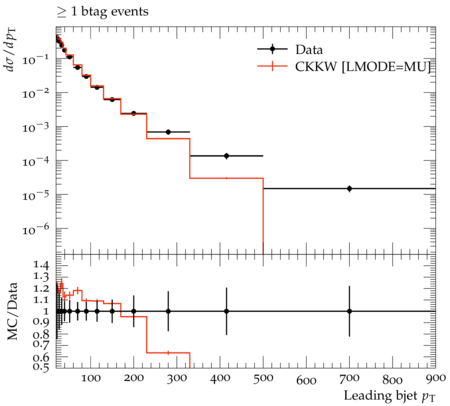 ≥ 1 btag events
dσ/dpT
Data
CKKW [LMODE=MU]
10⁻¹
10⁻²
10⁻³
10⁻⁴
10⁻⁵
10⁻⁶
MC/Data
1.4
1.3
1.2
1.1
1
0.9
0.8
0.7
0.6
0.5
100 200 300 400 500 600 700 800 900
Leading bjet pT